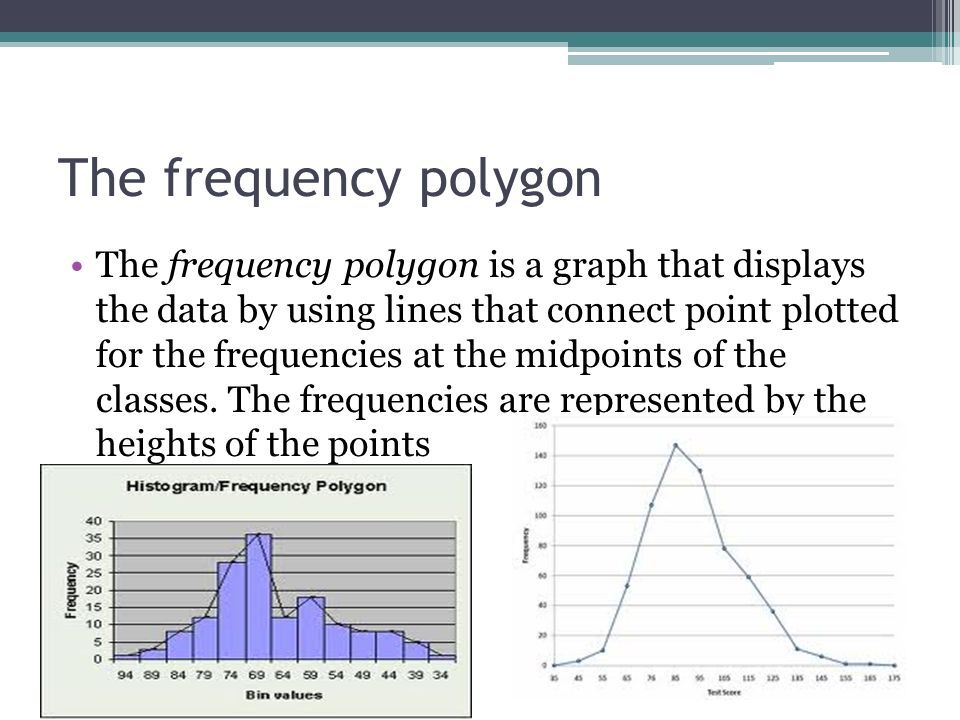 The frequency polygon
• The frequency polygon is a graph that displays
the data by using lines that connect point plotted
for the frequencies at the midpoints of the
classes. The frequencies are represented by the
heights of the points
Histogram/Frequency Polygon
Frequency
40
35
30
25
20
15
10
5
0
94 89 84 79 74 69 64 59 54 49 44 39 34
Bin values
Frequency
160
140
120
100
80
60
40
20
0
35 45 55 65 76 85 95 105 115 125 135 145 155 165 175
Test Score